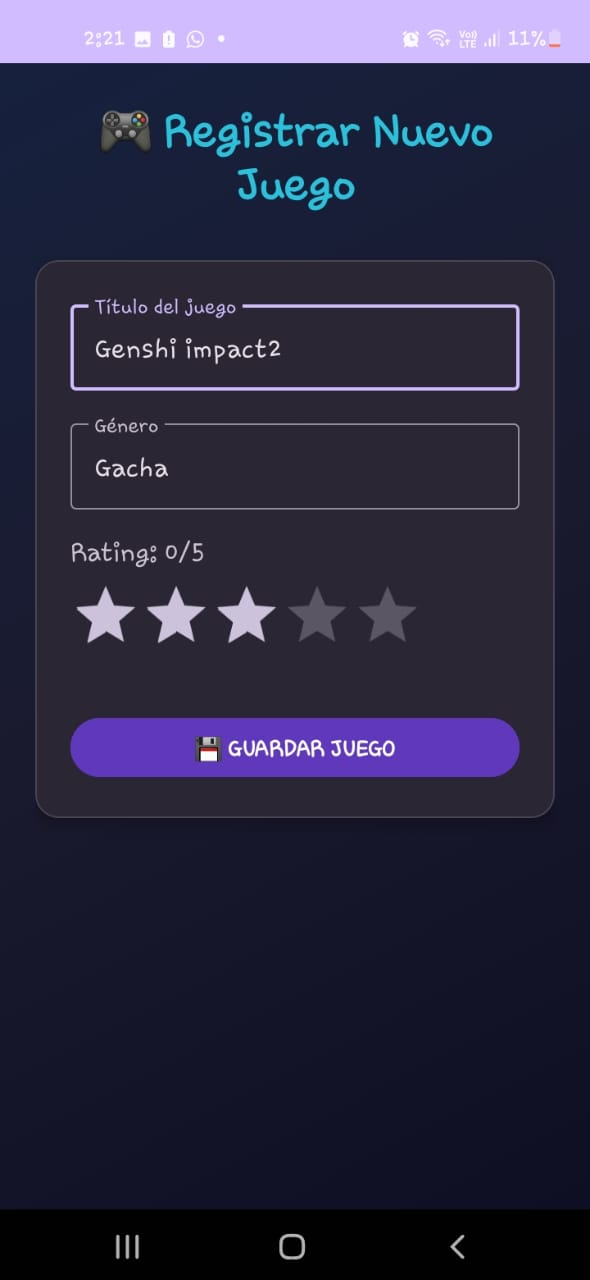 2:21
Vo))
LTE
11%
Registrar Nuevo
Juego
Título del juego
Genshi impact2
Género
Gacha
Rating: 0/5
GUARDAR JUEGO